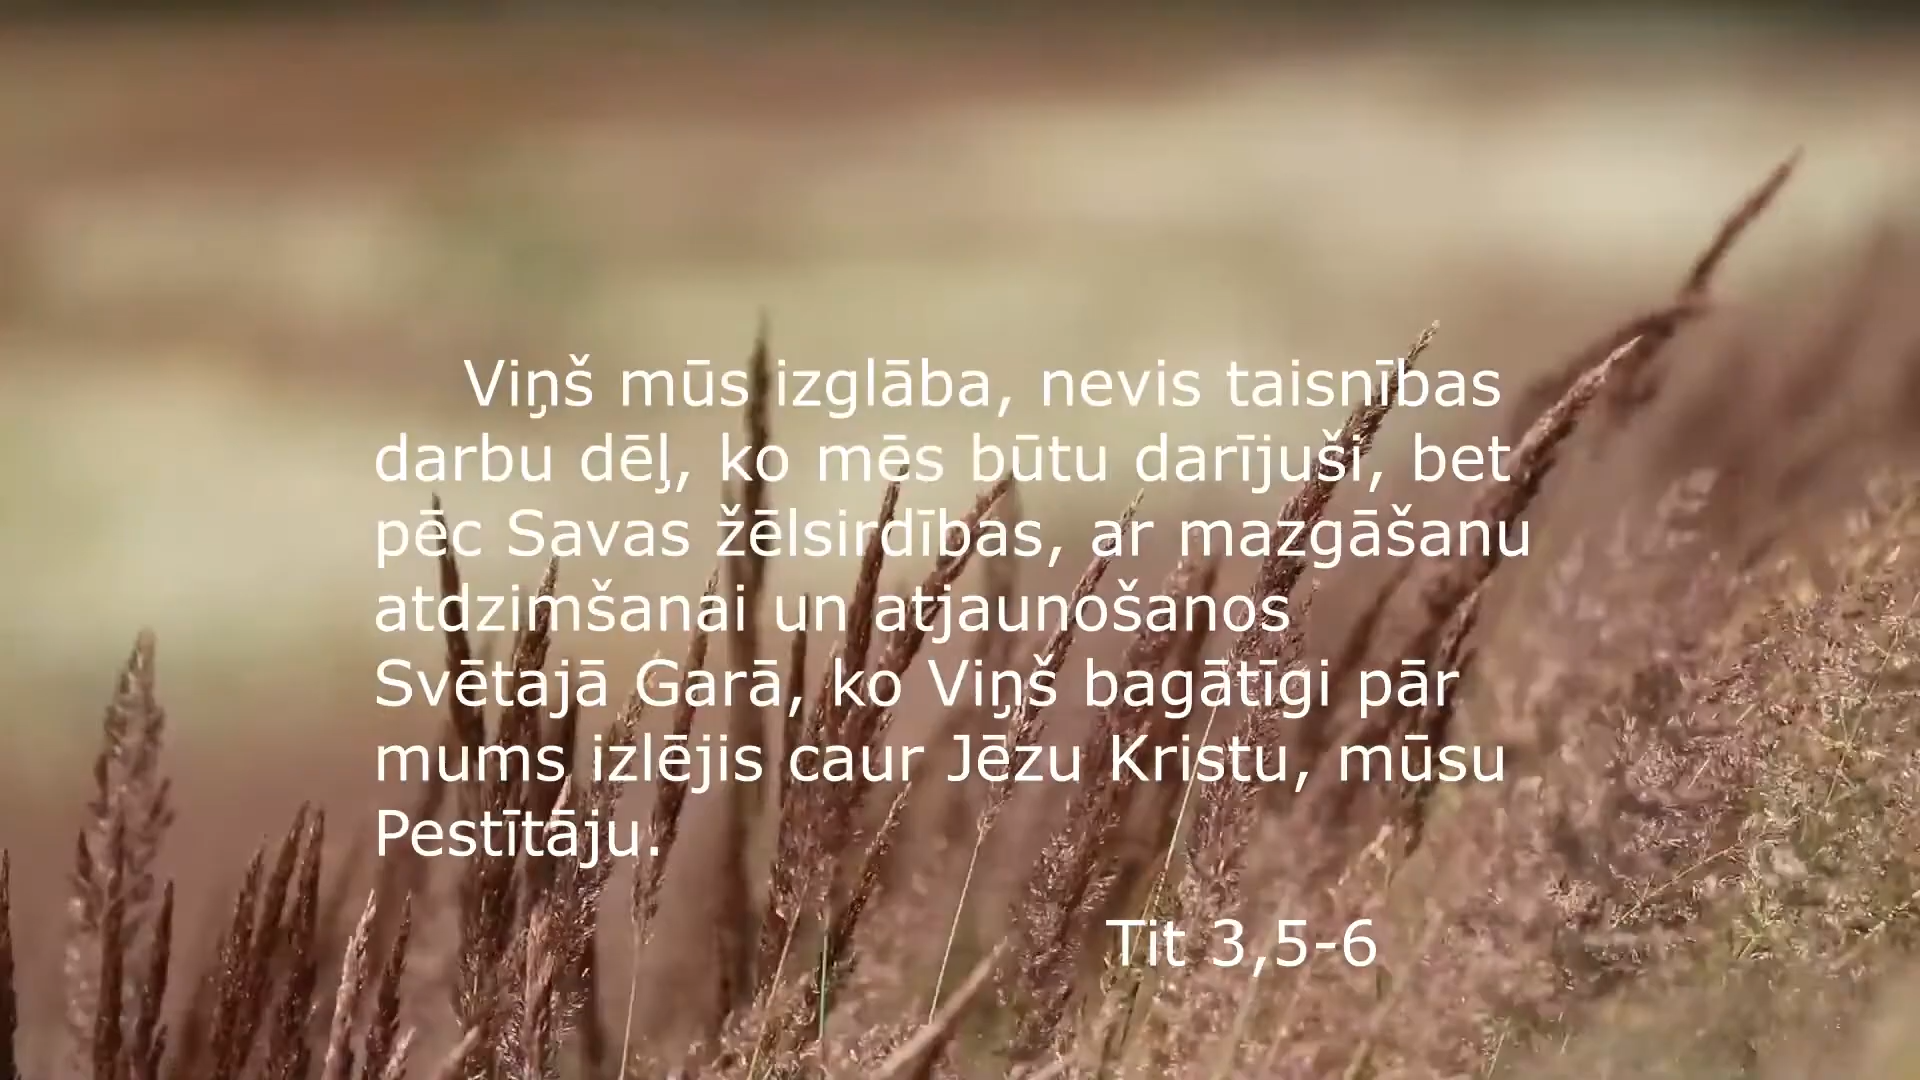 Viņš mūs izglāba, nevis taisnības
darbu dēļ, ko mēs būtu darījuši, bet
pēc Savas žēlsirdības, ar mazgāšanu
atdzimšanai un atjaunošanos
Svētajā Garā, ko Viņš bagātīgi pār
mums izlējis caur Jēzu Kristu, mūsu
Pestītāju.
Tit 3,5-6